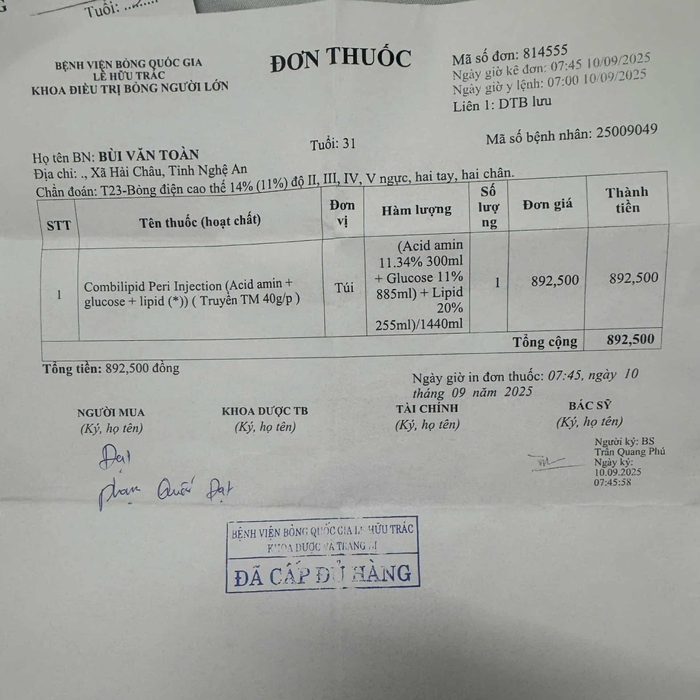 Tuổi: ........
BỆNH VIỆN BỎNG QUỐC GIA
LÊ HỮU TRÁC
KHOA ĐIỀU TRỊ BỎNG NGƯỜI LỚN
ĐƠN THUỐC
Mã số đơn: 814555
Ngày giờ kê đơn: 07:45 10/09/2025
Ngày giờ y lệnh: 07:00 10/09/2025
Liên 1: DTB lưu
Họ tên BN: BÙI VĂN TOẢN Tuổi: 31 Mã số bệnh nhân: 25009049
Địa chỉ: ., Xã Hải Châu, Tỉnh Nghệ An
Chẩn đoán: T23-Bỏng điện cao thế 14% (11%) độ II, III, IV, V ngực, hai tay, hai chân.
STT Tên thuốc (hoạt chất) Đơn vị Hàm lượng Số lượng Đơn giá Thành tiền
1 Combilipid Peri Injection (Acid amin + glucose + lipid (*)) ( Truyền TM 40g/p ) Túi (Acid amin 11.34% 300ml + Glucose 11% 885ml) + Lipid 20% 255ml)/1440ml 1 892,500 892,500
Tổng cộng 892,500
Tổng tiền: 892,500 đồng
Ngày giờ in đơn thuốc: 07:45, ngày 10
tháng 09 năm 2025
NGƯỜI MUA KHOA DƯỢC TB TÀI CHÍNH BÁC SỸ
(Ký, họ tên) (Ký, họ tên) (Ký, họ tên) (Ký, họ tên)
Đạt
Phan Quốc Đạt
Người ký: BS
Trần Quang Phú
Ngày ký:
10.09.2025
07:45:58
BỆNH VIỆN BỎNG QUỐC GIA LÊ HỮU TRÁC
KHOA DƯỢC VÀ TRANG
ĐÃ CẤP ĐỦ HÀNG